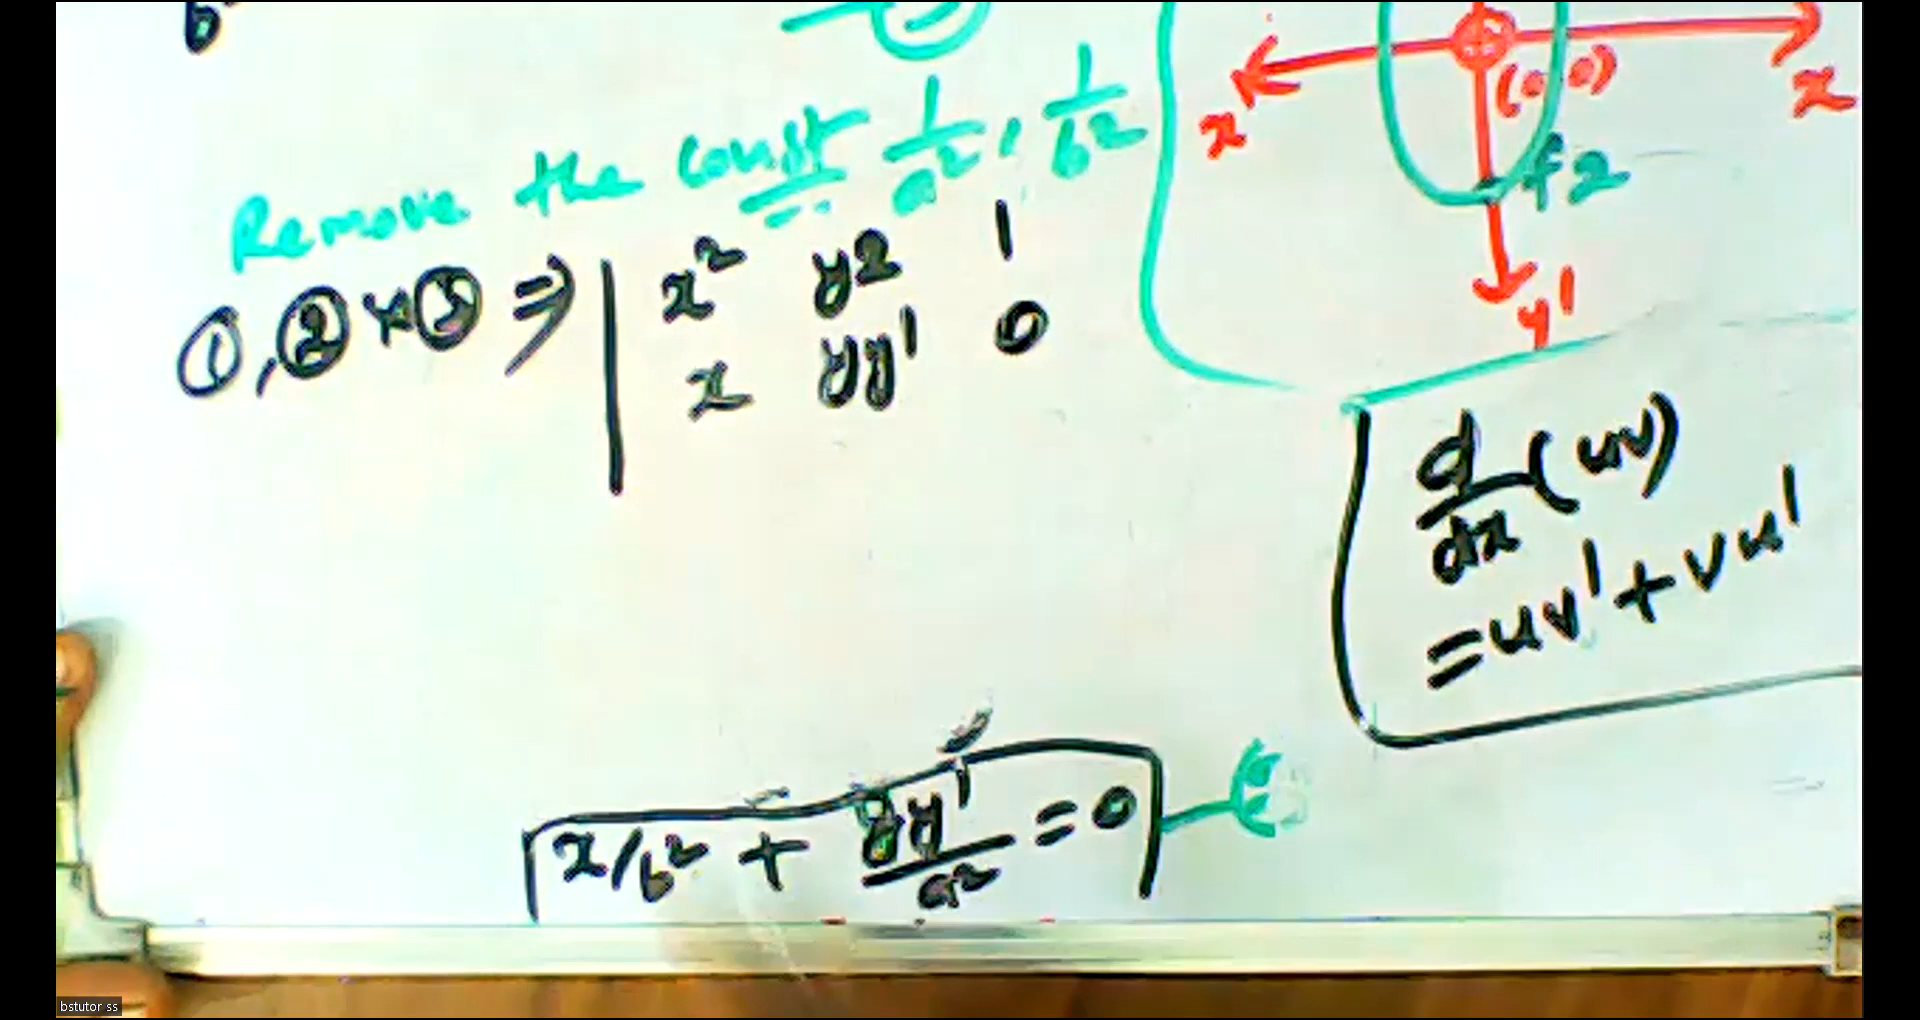 Remove the const 1/a², 1/b²
①, ② × ③ ⇒ | x² y2 1
x yy' 0
x/b² + yy'/a² = 0
(0,0)
x
x
f2
y'
d/dx (uv)
= uv' + vu'
bstutor ss